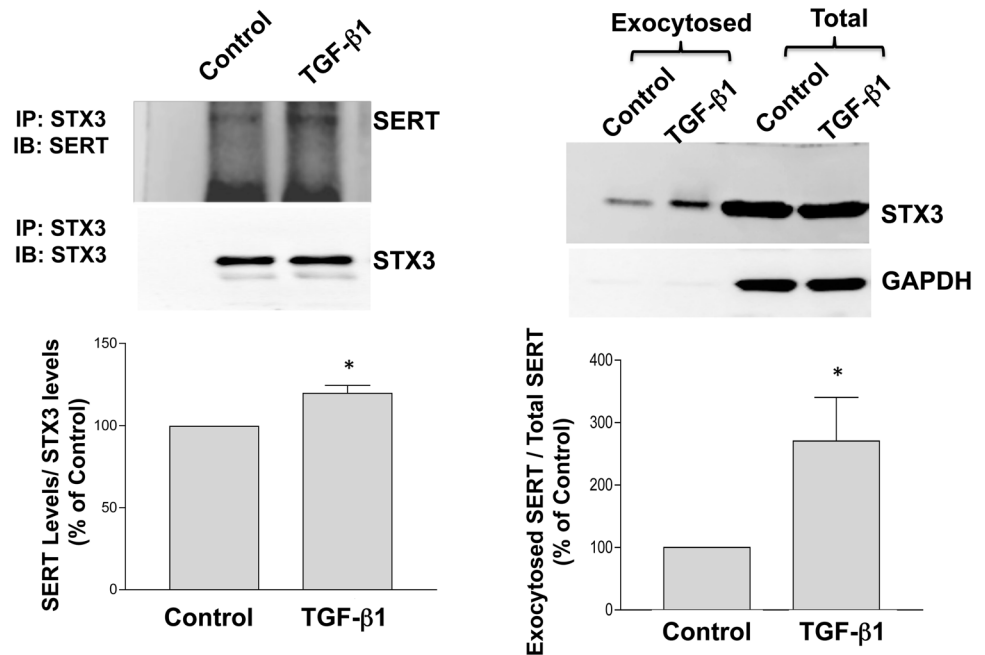 Control
TGF-β1
IP: STX3
IB: SERT
SERT
IP: STX3
IB: STX3
STX3
SERT Levels/ STX3 levels
(% of Control)
150
100
50
0
*
Control
TGF-β1
Exocytosed
Total
Control
TGF-β1
Control
TGF-β1
STX3
GAPDH
Exocytosed SERT / Total SERT
(% of Control)
400
300
200
100
0
*
Control
TGF-β1